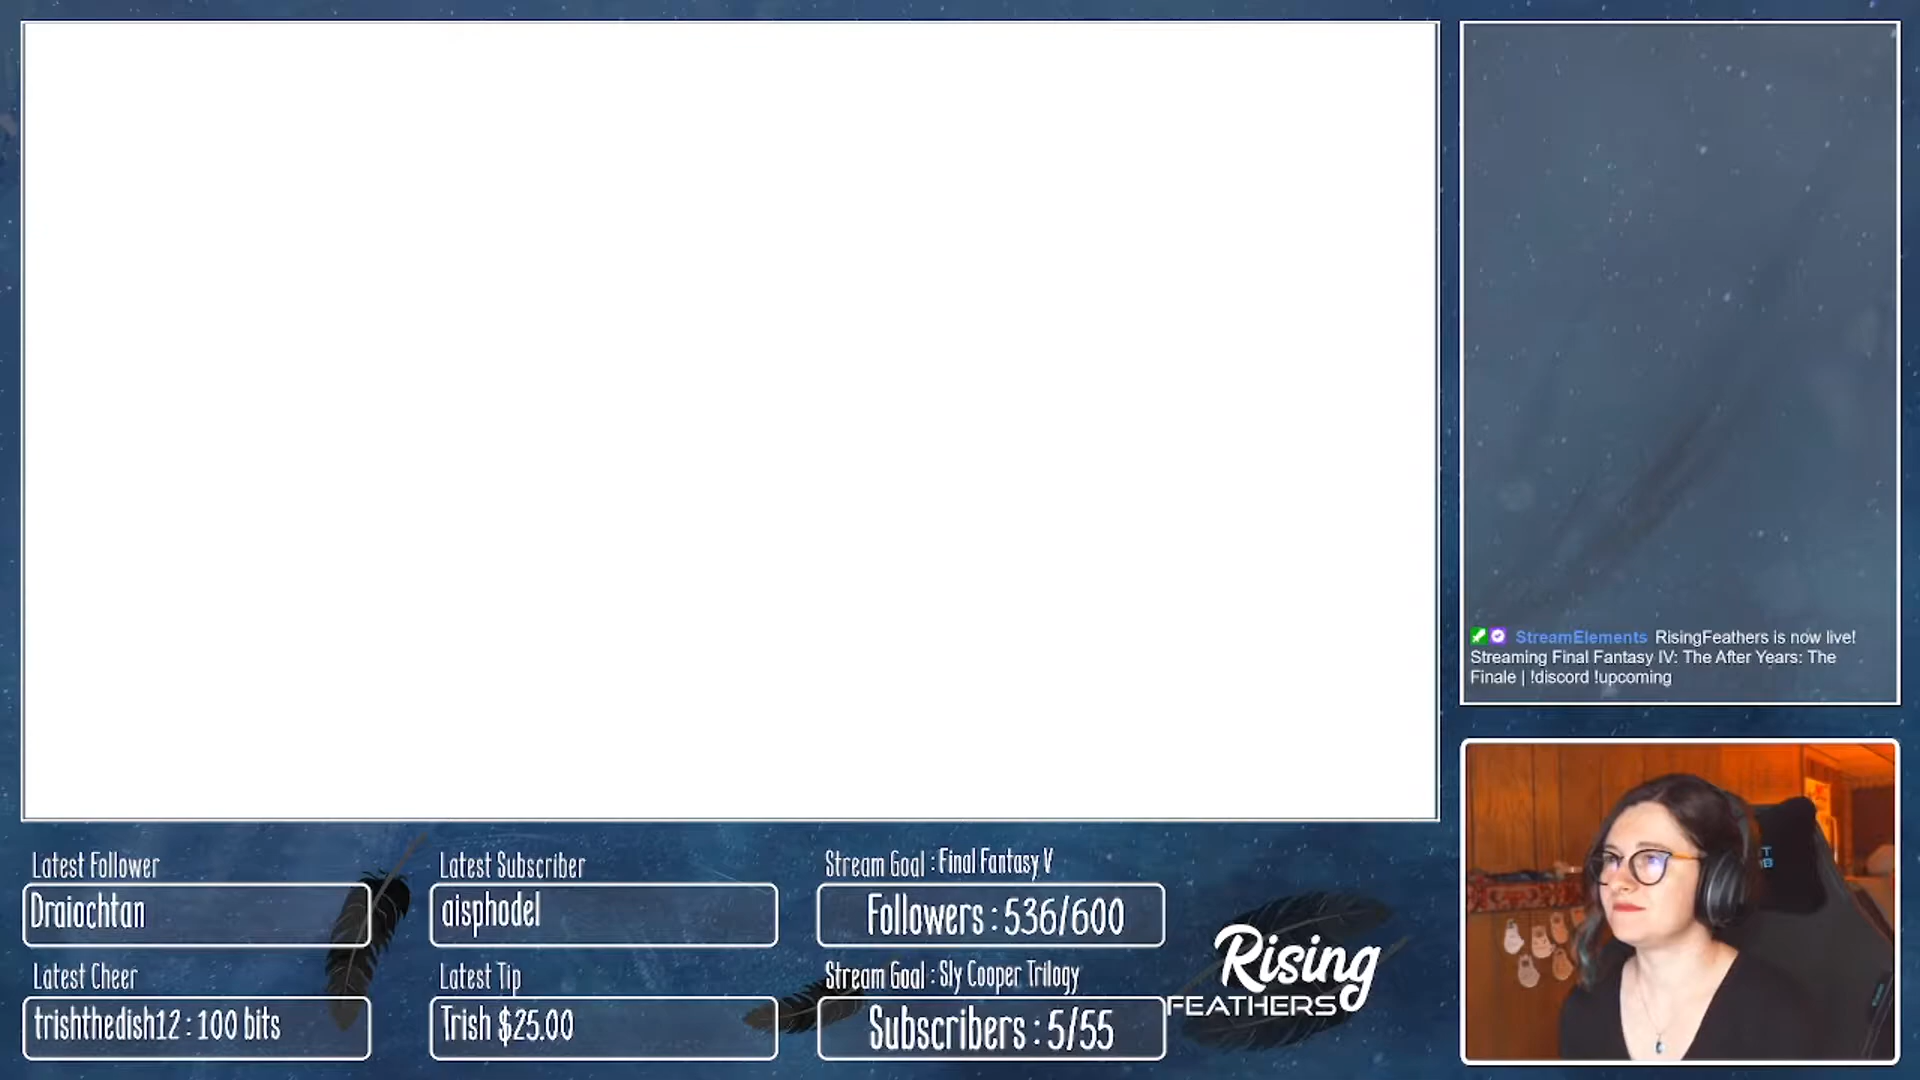 StreamElements RisingFeathers is now live!
Streaming Final Fantasy IV: The After Years: The
Finale | !discord !upcoming
Latest Follower
Draiochtan
Latest Subscriber
aisphodel
Stream Goal : Final Fantasy V
Followers : 536/600
Latest Cheer
trishthedish12 : 100 bits
Latest Tip
Trish $25.00
Stream Goal : Sly Cooper Trilogy
Subscribers : 5/55
Rising
FEATHERS